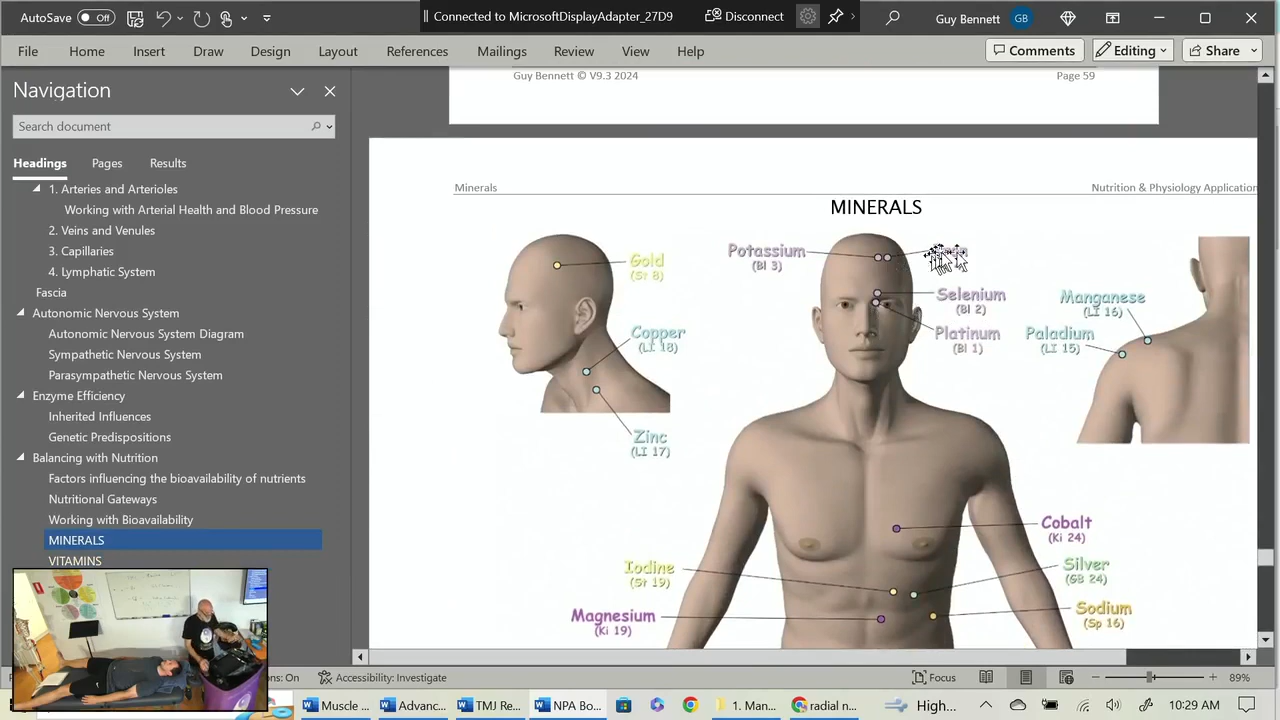 AutoSave Off
Connected to MicrosoftDisplayAdapter_27D9
Disconnect
Guy Bennett
GB
File Home Insert Draw Design Layout References Mailings Review View Help
Comments Editing Share
Navigation
Search document
Headings Pages Results
1. Arteries and Arterioles
Working with Arterial Health and Blood Pressure
2. Veins and Venules
3. Capillaries
4. Lymphatic System
Fascia
Autonomic Nervous System
Autonomic Nervous System Diagram
Sympathetic Nervous System
Parasympathetic Nervous System
Enzyme Efficiency
Inherited Influences
Genetic Predispositions
Balancing with Nutrition
Factors influencing the bioavailability of nutrients
Nutritional Gateways
Working with Bioavailability
MINERALS
VITAMINS
Guy Bennett © V9.3 2024
Page 59
Minerals
Nutrition & Physiology Application
MINERALS
Gold
(St 8)
Copper
(LI 18)
Zinc
(LI 17)
Potassium
(Bl 3)
Selenium
(Bl 2)
Platinum
(Bl 1)
Manganese
(LI 16)
Paladium
(LI 15)
Cobalt
(Ki 24)
Iodine
(St 19)
Silver
(GB 24)
Magnesium
(Ki 19)
Sodium
(Sp 16)
ons: On
Accessibility: Investigate
Focus
89%
Muscle ...
Advanc...
TMJ Re...
NPA Bo...
1. Man...
radial n...
High...
10:29 AM